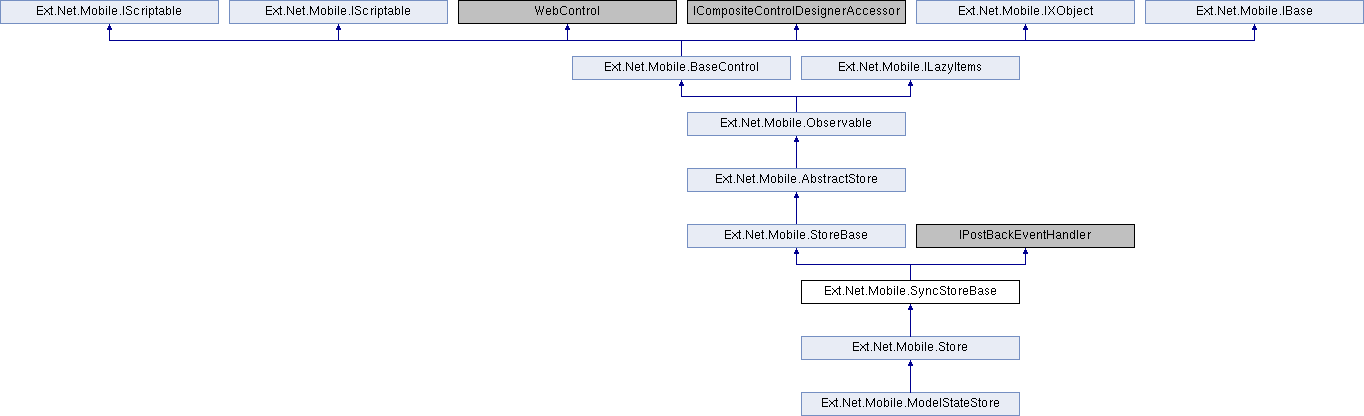 Ext.Net.Mobile.IScriptable
Ext.Net.Mobile.IScriptable
WebControl
ICompositeControlDesignerAccessor
Ext.Net.Mobile.IXObject
Ext.Net.Mobile.IBase
Ext.Net.Mobile.BaseControl
Ext.Net.Mobile.ILazyItems
Ext.Net.Mobile.Observable
Ext.Net.Mobile.AbstractStore
Ext.Net.Mobile.StoreBase
IPostBackEventHandler
Ext.Net.Mobile.SyncStoreBase
Ext.Net.Mobile.Store
Ext.Net.Mobile.ModelStateStore